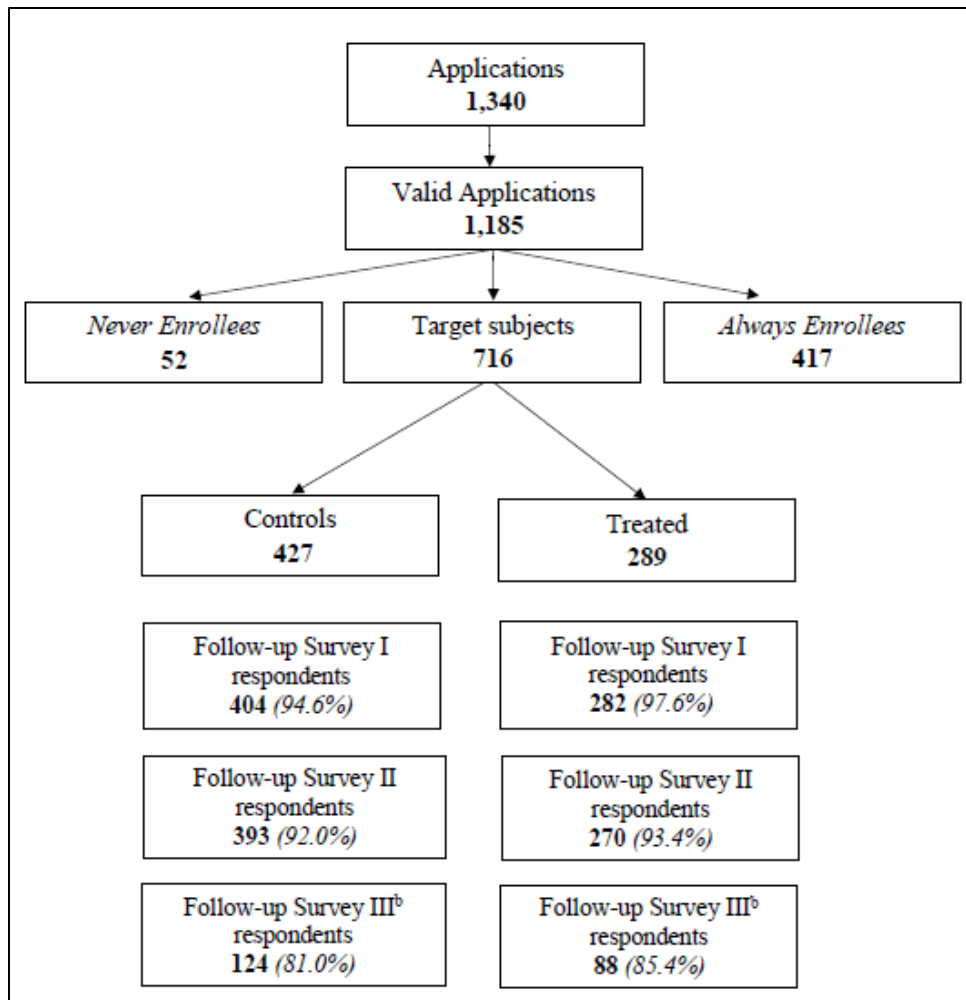 Applications
1,340
Valid Applications
1,185
Never Enrollees
52
Target subjects
716
Always Enrollees
417
Controls
427
Treated
289
Follow-up Survey I
respondents
404 (94.6%)
Follow-up Survey I
respondents
282 (97.6%)
Follow-up Survey II
respondents
393 (92.0%)
Follow-up Survey II
respondents
270 (93.4%)
Follow-up Survey IIIᵇ
respondents
124 (81.0%)
Follow-up Survey IIIᵇ
respondents
88 (85.4%)